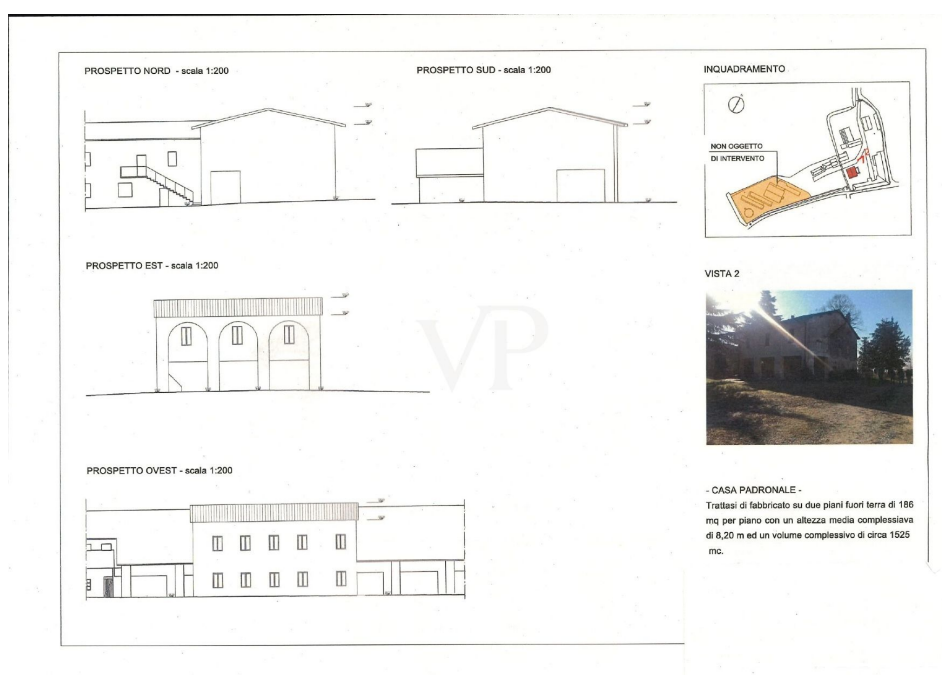 PROSPETTO NORD - scala 1:200
PROSPETTO SUD - scala 1:200
INQUADRAMENTO
NON OGGETTO
DI INTERVENTO
PROSPETTO EST - scala 1:200
VISTA 2
VP
PROSPETTO OVEST - scala 1:200
- CASA PADRONALE -
Trattasi di fabbricato su due piani fuori terra di 186
mq per piano con un altezza media complessiava
di 8,20 m ed un volume complessivo di circa 1525
mc.